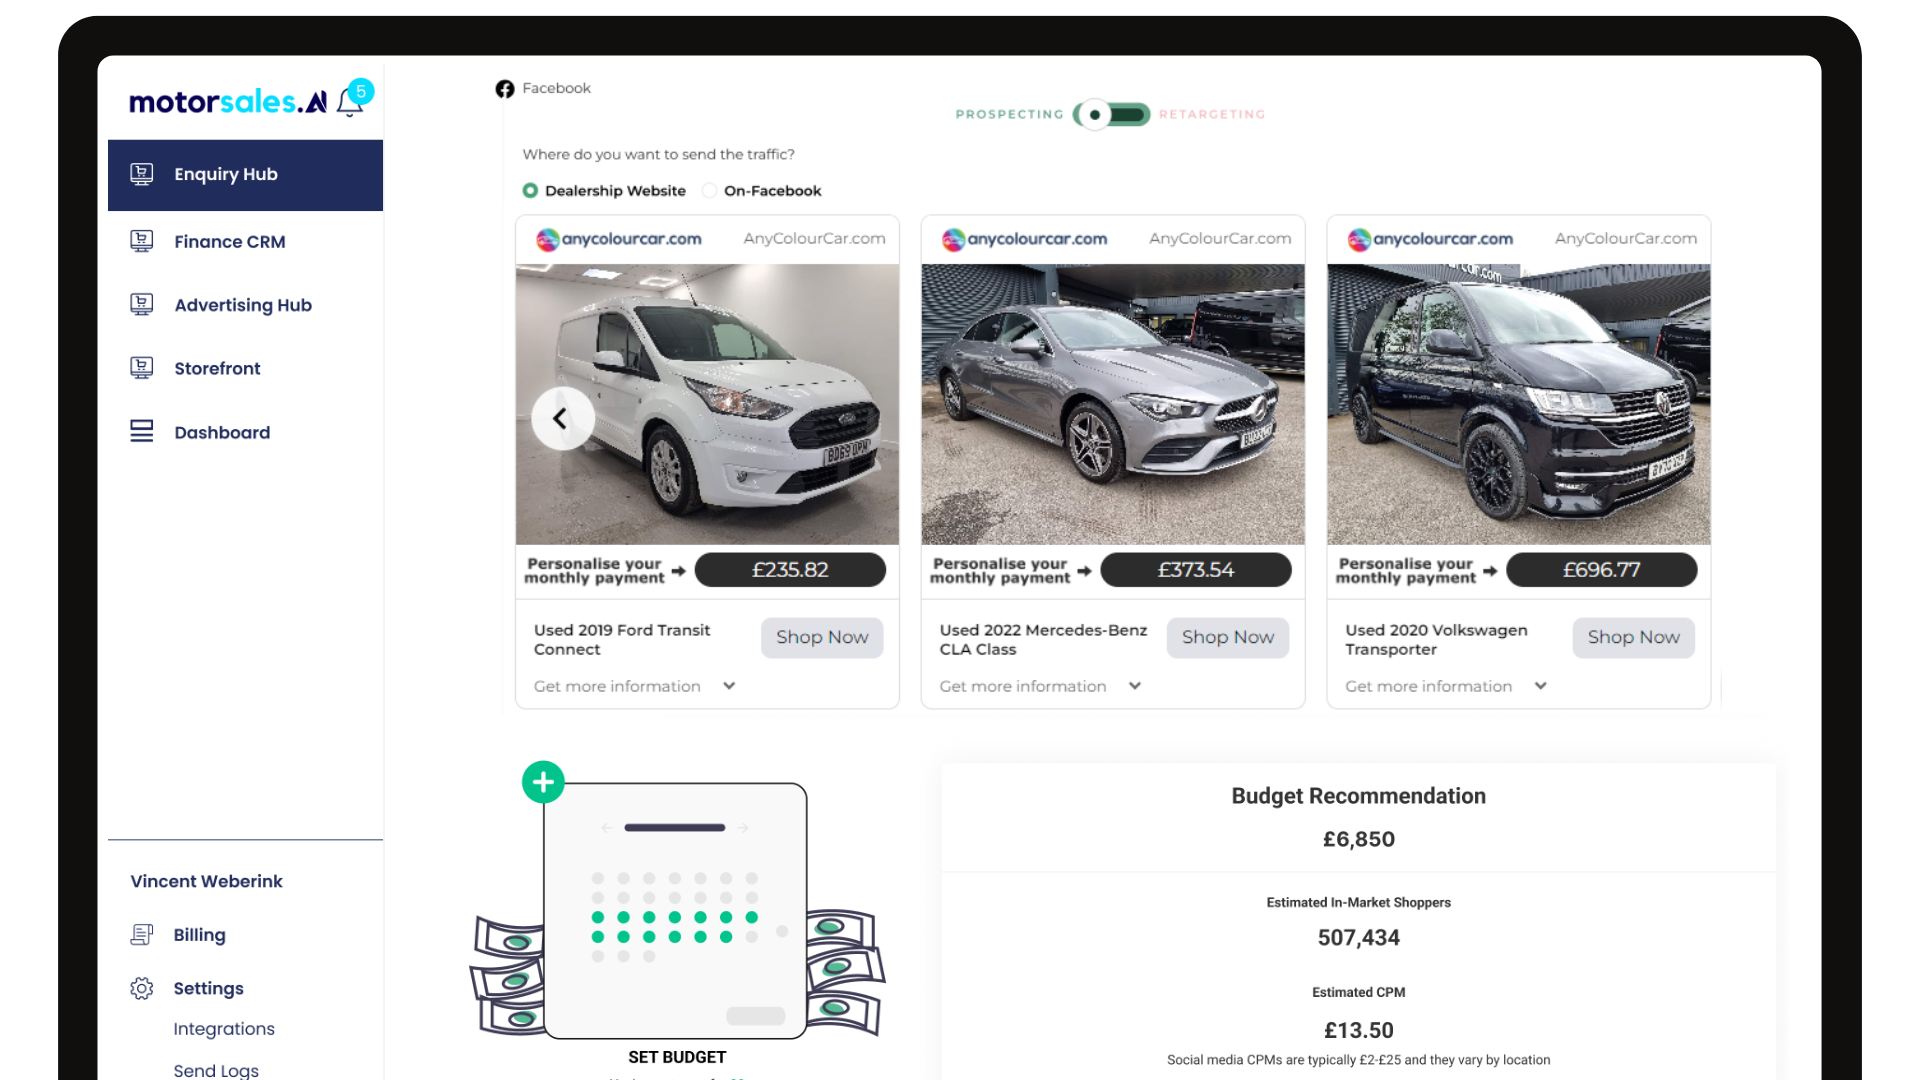 motorsales.AI
5
Enquiry Hub
Finance CRM
Advertising Hub
Storefront
Dashboard
Vincent Weberink
Billing
Settings
Integrations
Send Logs
Facebook
PROSPECTING
RETARGETING
Where do you want to send the traffic?
Dealership Website
On-Facebook
anycolourcar.com
AnyColourCar.com
BD69
Personalise your
monthly payment
£235.82
Used 2019 Ford Transit
Connect
Shop Now
Get more information
anycolourcar.com
AnyColourCar.com
Personalise your
monthly payment
£373.54
Used 2022 Mercedes-Benz
CLA Class
Shop Now
Get more information
anycolourcar.com
AnyColourCar.com
Personalise your
monthly payment
£696.77
Used 2020 Volkswagen
Transporter
Shop Now
Get more information
SET BUDGET
Budget Recommendation
£6,850
Estimated In-Market Shoppers
507,434
Estimated CPM
£13.50
Social media CPMs are typically £2-£25 and they vary by location